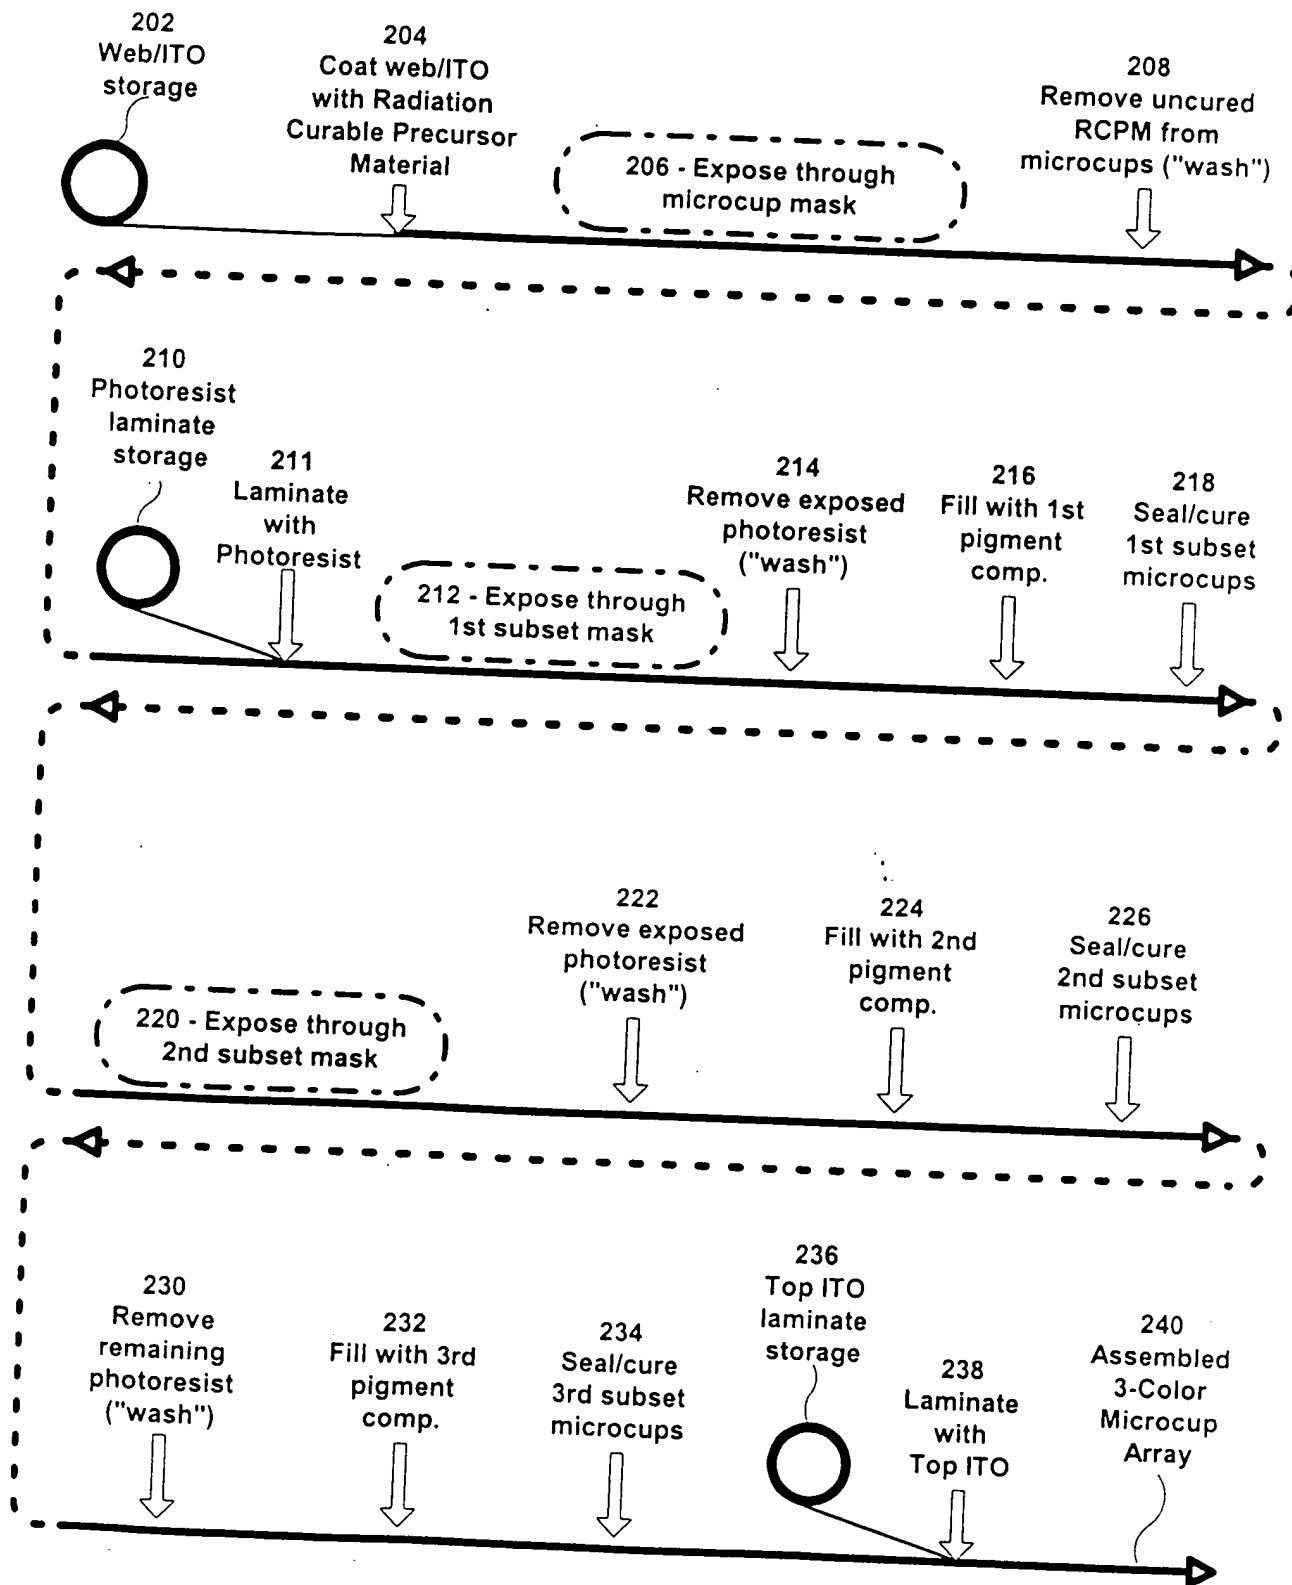 202
Web/ITO
storage
204
Coat web/ITO
with Radiation
Curable Precursor
Material
206 - Expose through
microcup mask
208
Remove uncured
RCPM from
microcups ("wash")
210
Photoresist
laminate
storage
211
Laminate
with
Photoresist
212 - Expose through
1st subset mask
214
Remove exposed
photoresist
("wash")
216
Fill with 1st
pigment
comp.
218
Seal/cure
1st subset
microcups
220 - Expose through
2nd subset mask
222
Remove exposed
photoresist
("wash")
224
Fill with 2nd
pigment
comp.
226
Seal/cure
2nd subset
microcups
230
Remove
remaining
photoresist
("wash")
232
Fill with 3rd
pigment
comp.
234
Seal/cure
3rd subset
microcups
236
Top ITO
laminate
storage
238
Laminate
with
Top ITO
240
Assembled
3-Color
Microcup
Array